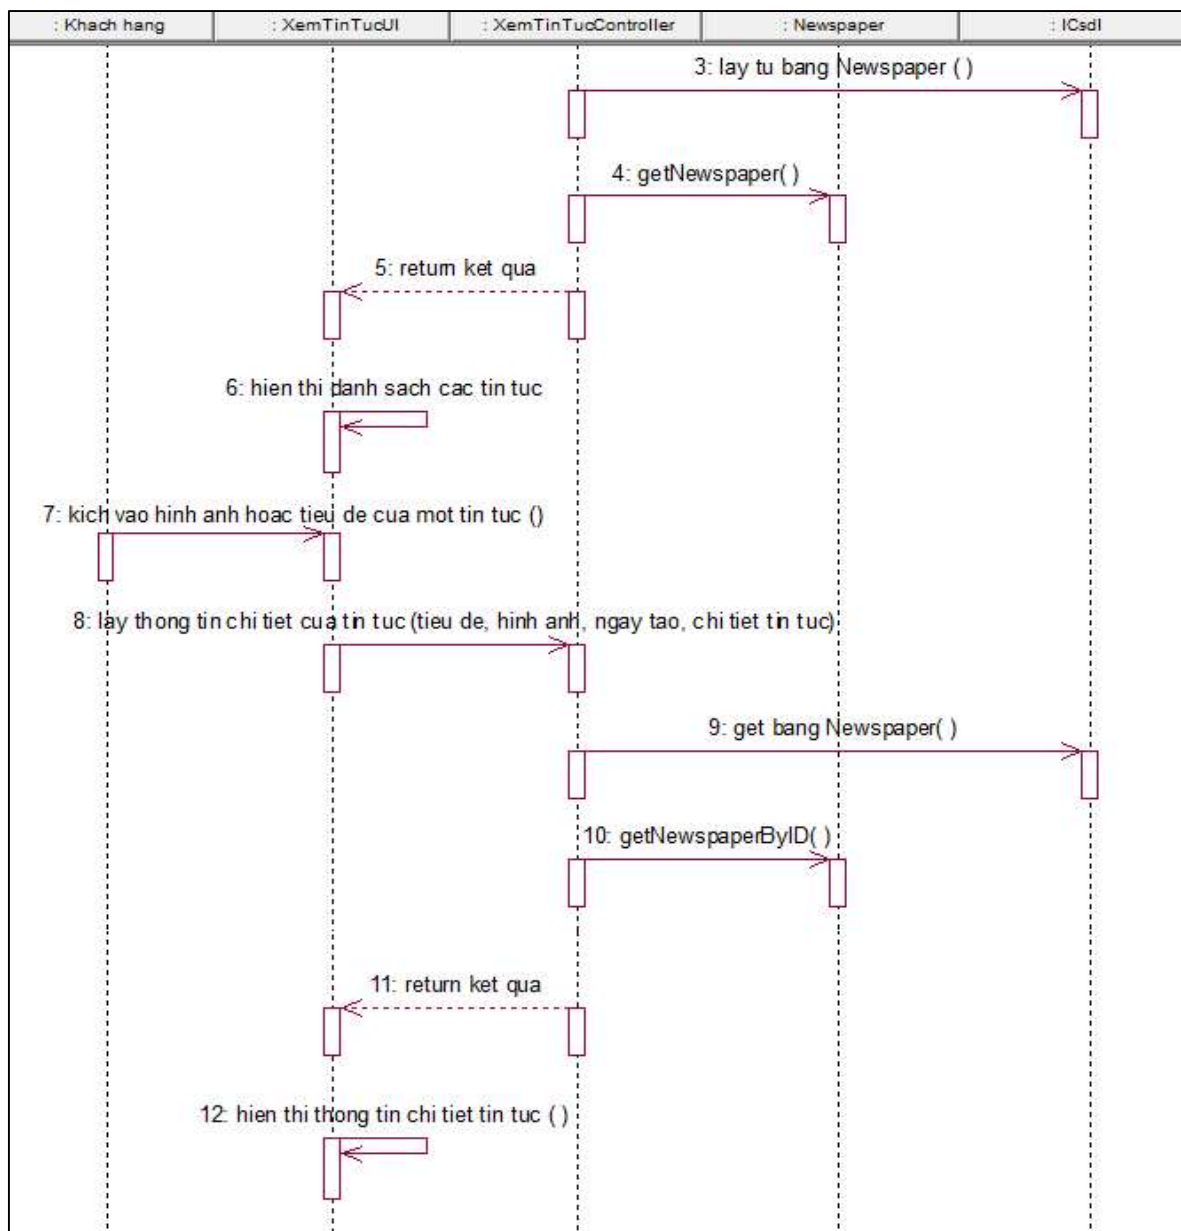 : Khach hang
: XemTinTucUI
: XemTinTucController
: Newspaper
: ICsdl
3: lay tu bang Newspaper ( )
4: getNewspaper( )
5: return ket qua
6: hien thi danh sach cac tin tuc
7: kich vao hinh anh hoac tieu de cua mot tin tuc ()
8: lay thong tin chi tiet cua tin tuc (tieu de, hinh anh, ngay tao, chi tiet tin tuc)
9: get bang Newspaper( )
10: getNewspaperByID( )
11: return ket qua
12: hien thi thong tin chi tiet tin tuc ( )